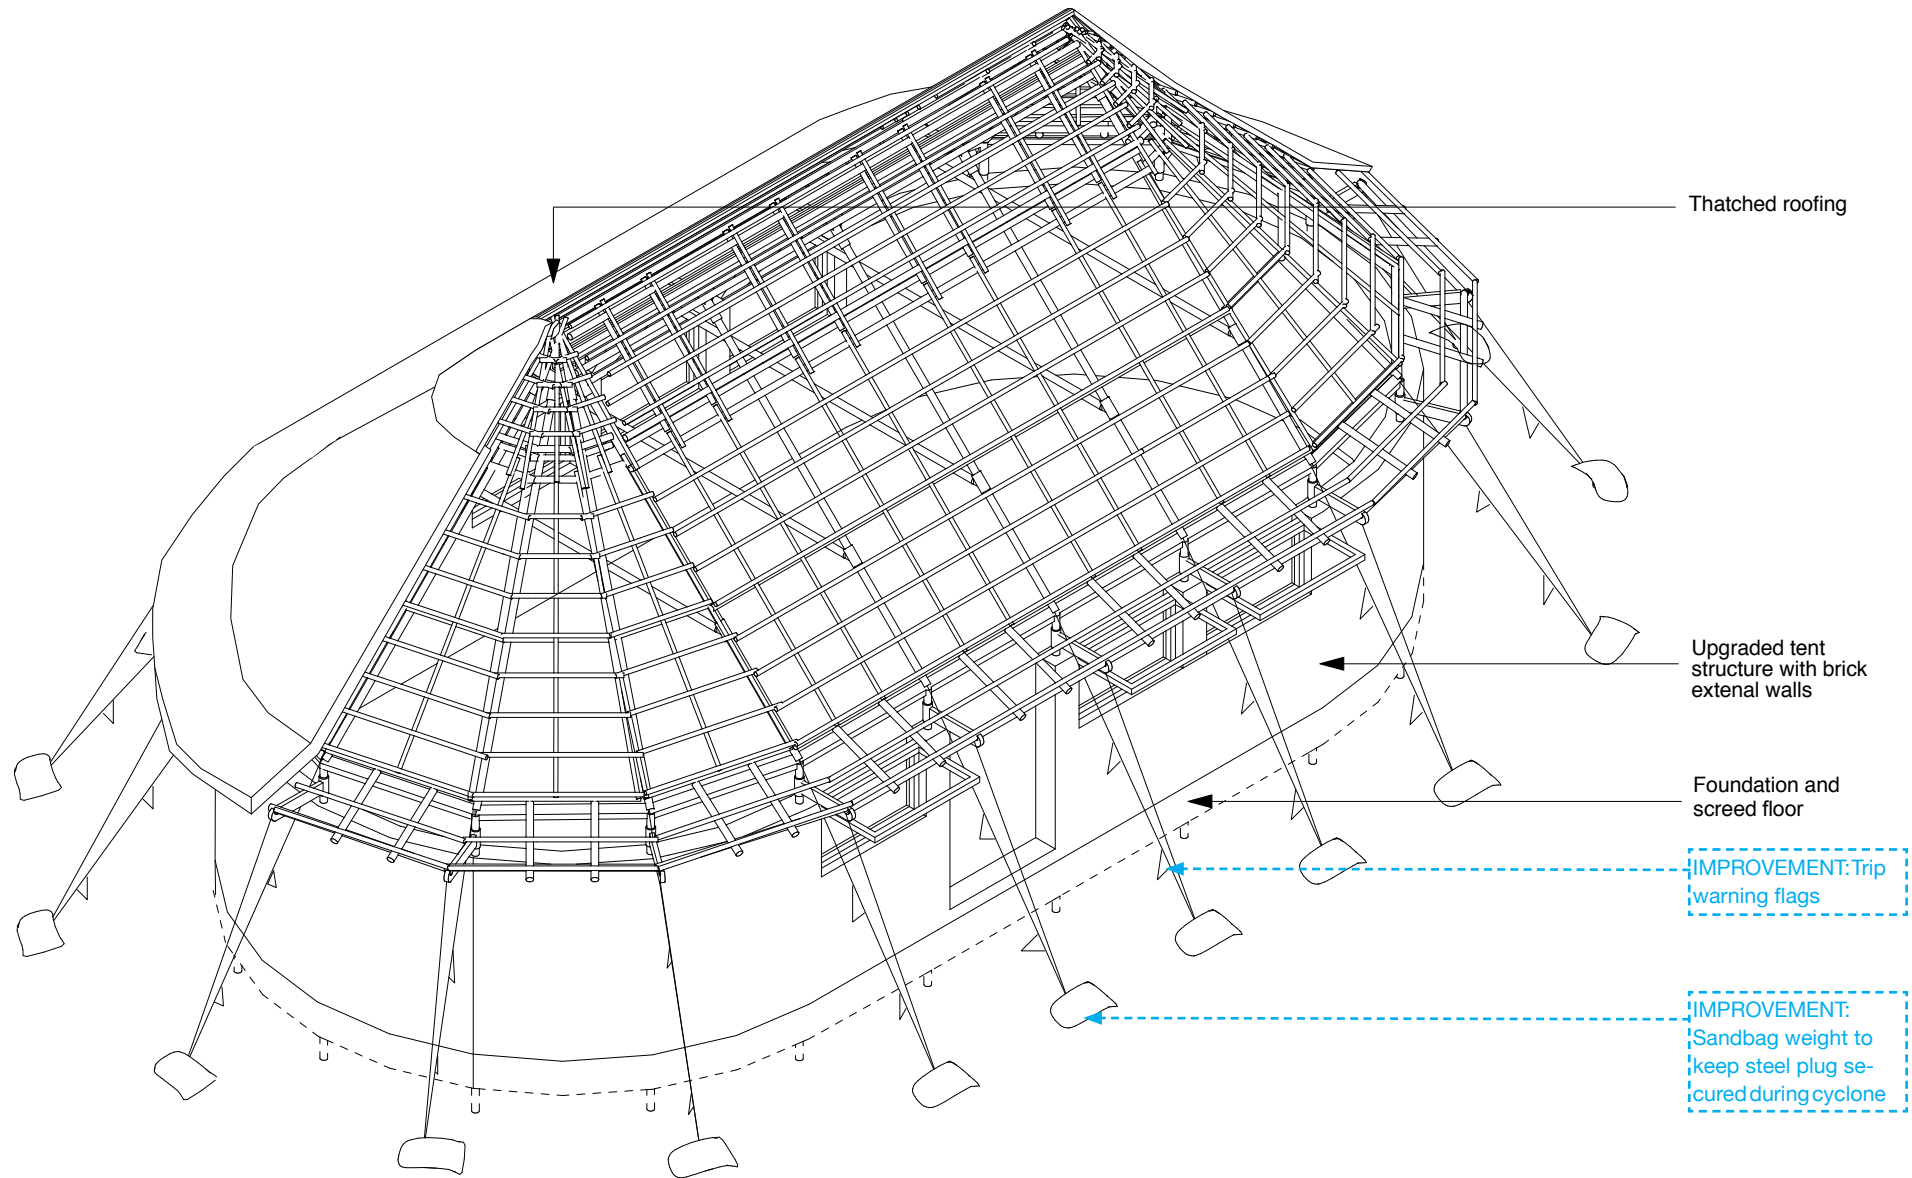 Thatched roofing
Upgraded tent
structure with brick
extenal walls
Foundation and
screed floor
IMPROVEMENT: Trip
warning flags
IMPROVEMENT:
Sandbag weight to
keep steel plug se-
cured during cyclone